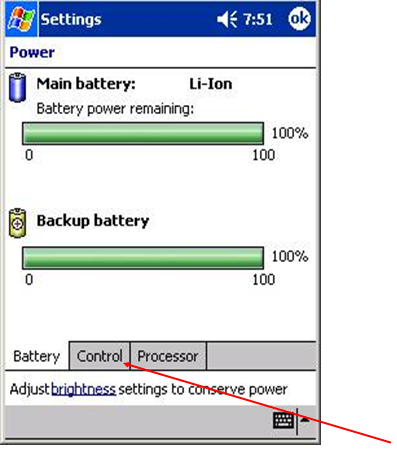 Settings 7:51 ok
Power
Main battery: Li-Ion
Battery power remaining:
100%
0 100
Backup battery
100%
0 100
Battery Control Processor
Adjust brightness settings to conserve power